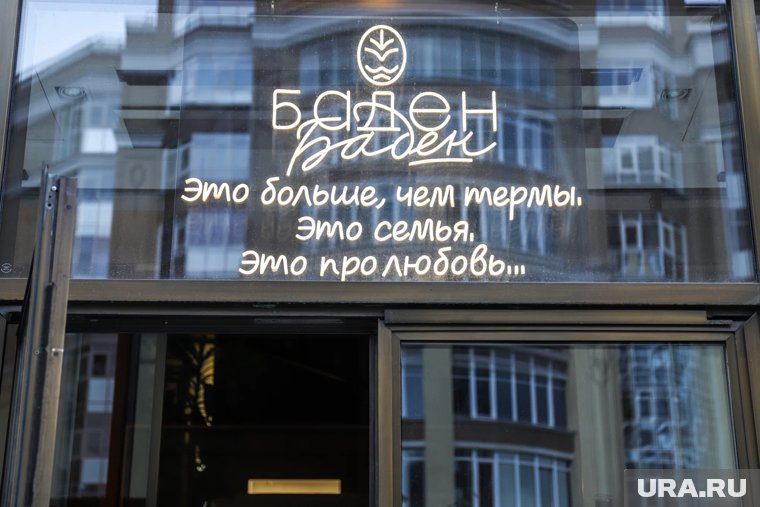 Баден
Баден
Это больше, чем термы.
Это семья.
Это про любовь...
URA.RU